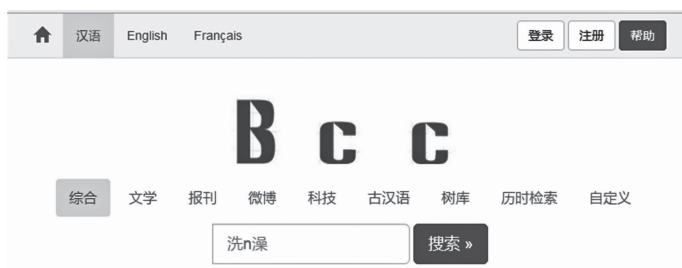 汉语 English Français 登录 注册 帮助
Bcc
综合 文学 报刊 微博 科技 古汉语 树库 历时检索 自定义
洗n澡 搜索 »